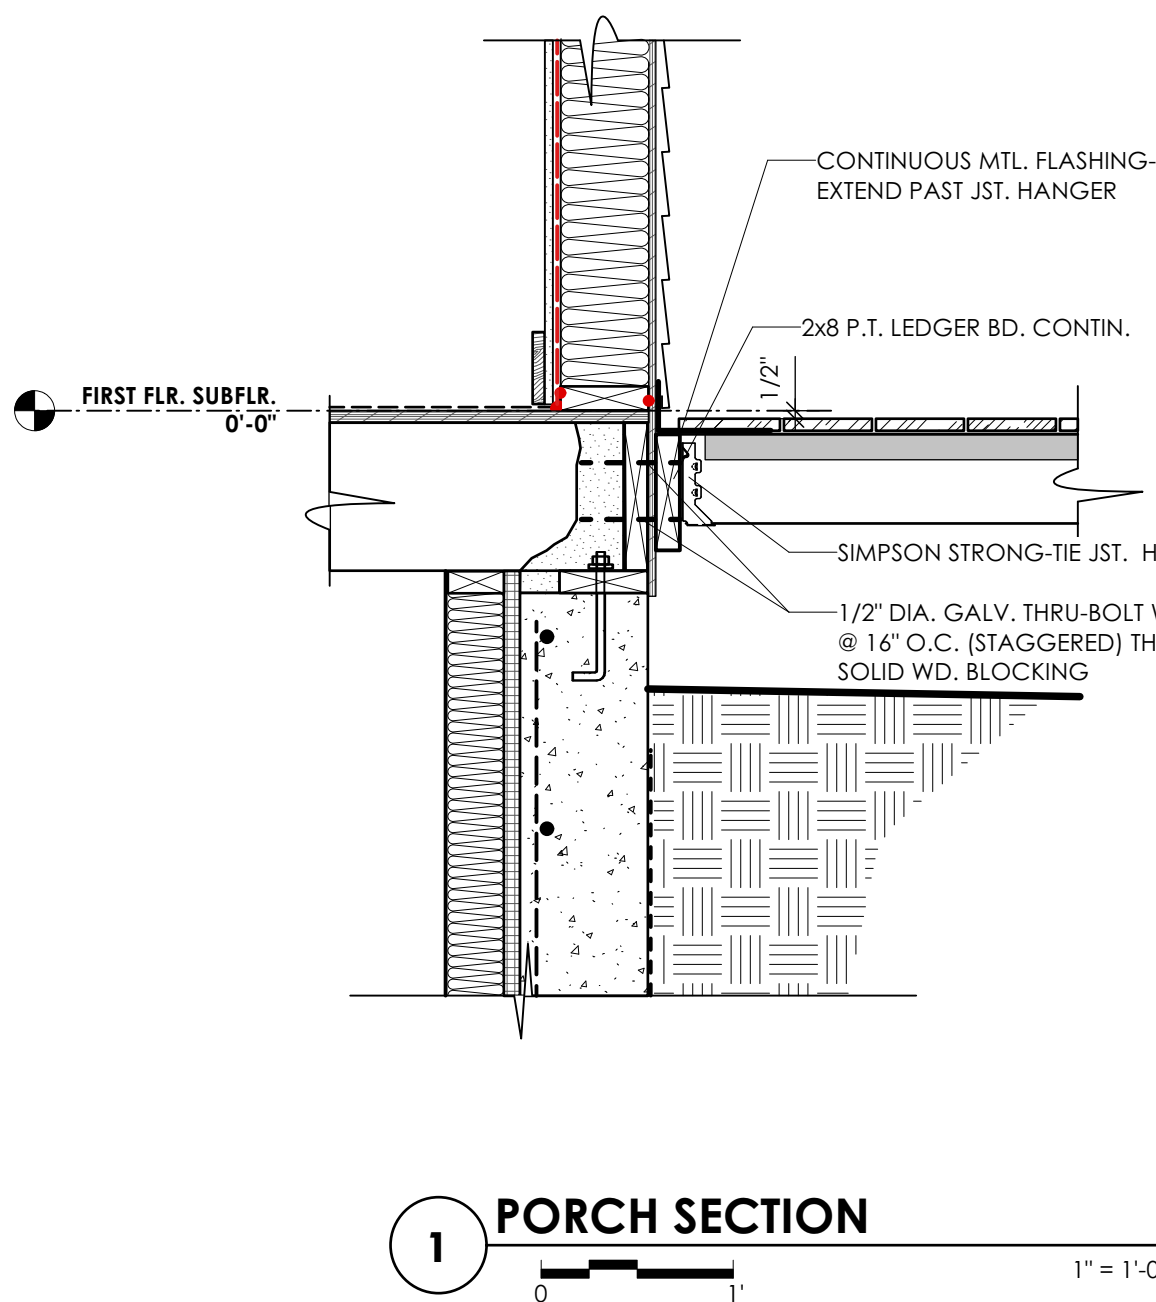 CONTINUOUS MTL. FLASHING-
EXTEND PAST JST. HANGER
2x8 P.T. LEDGER BD. CONTIN.
1/2"
FIRST FLR. SUBFLR.
0'-0"
SIMPSON STRONG-TIE JST.
1/2" DIA. GALV. THRU-BOLT
@ 16" O.C. (STAGGERED)
SOLID WD. BLOCKING
1 PORCH SECTION
0 1'
1" = 1'-0